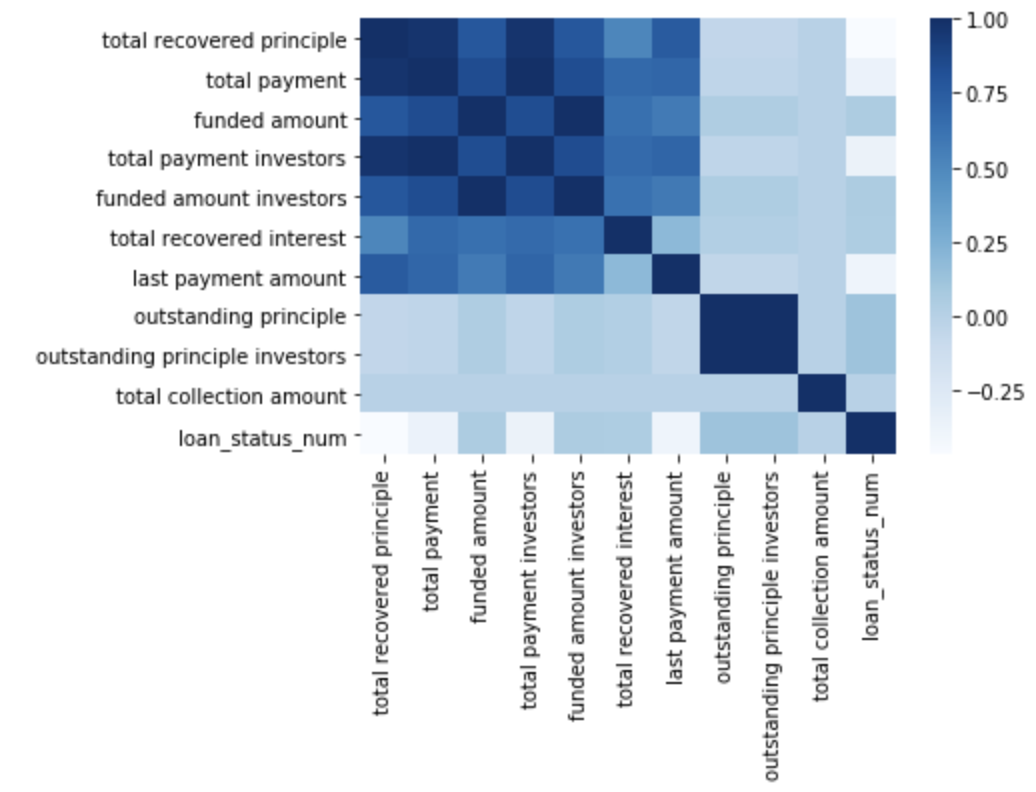 total recovered principle
total payment
funded amount
total payment investors
funded amount investors
total recovered interest
last payment amount
outstanding principle
outstanding principle investors
total collection amount
loan_status_num
total recovered principle
total payment
funded amount
total payment investors
funded amount investors
total recovered interest
last payment amount
outstanding principle
outstanding principle investors
total collection amount
loan_status_num
1.00
0.75
0.50
0.25
0.00
−0.25